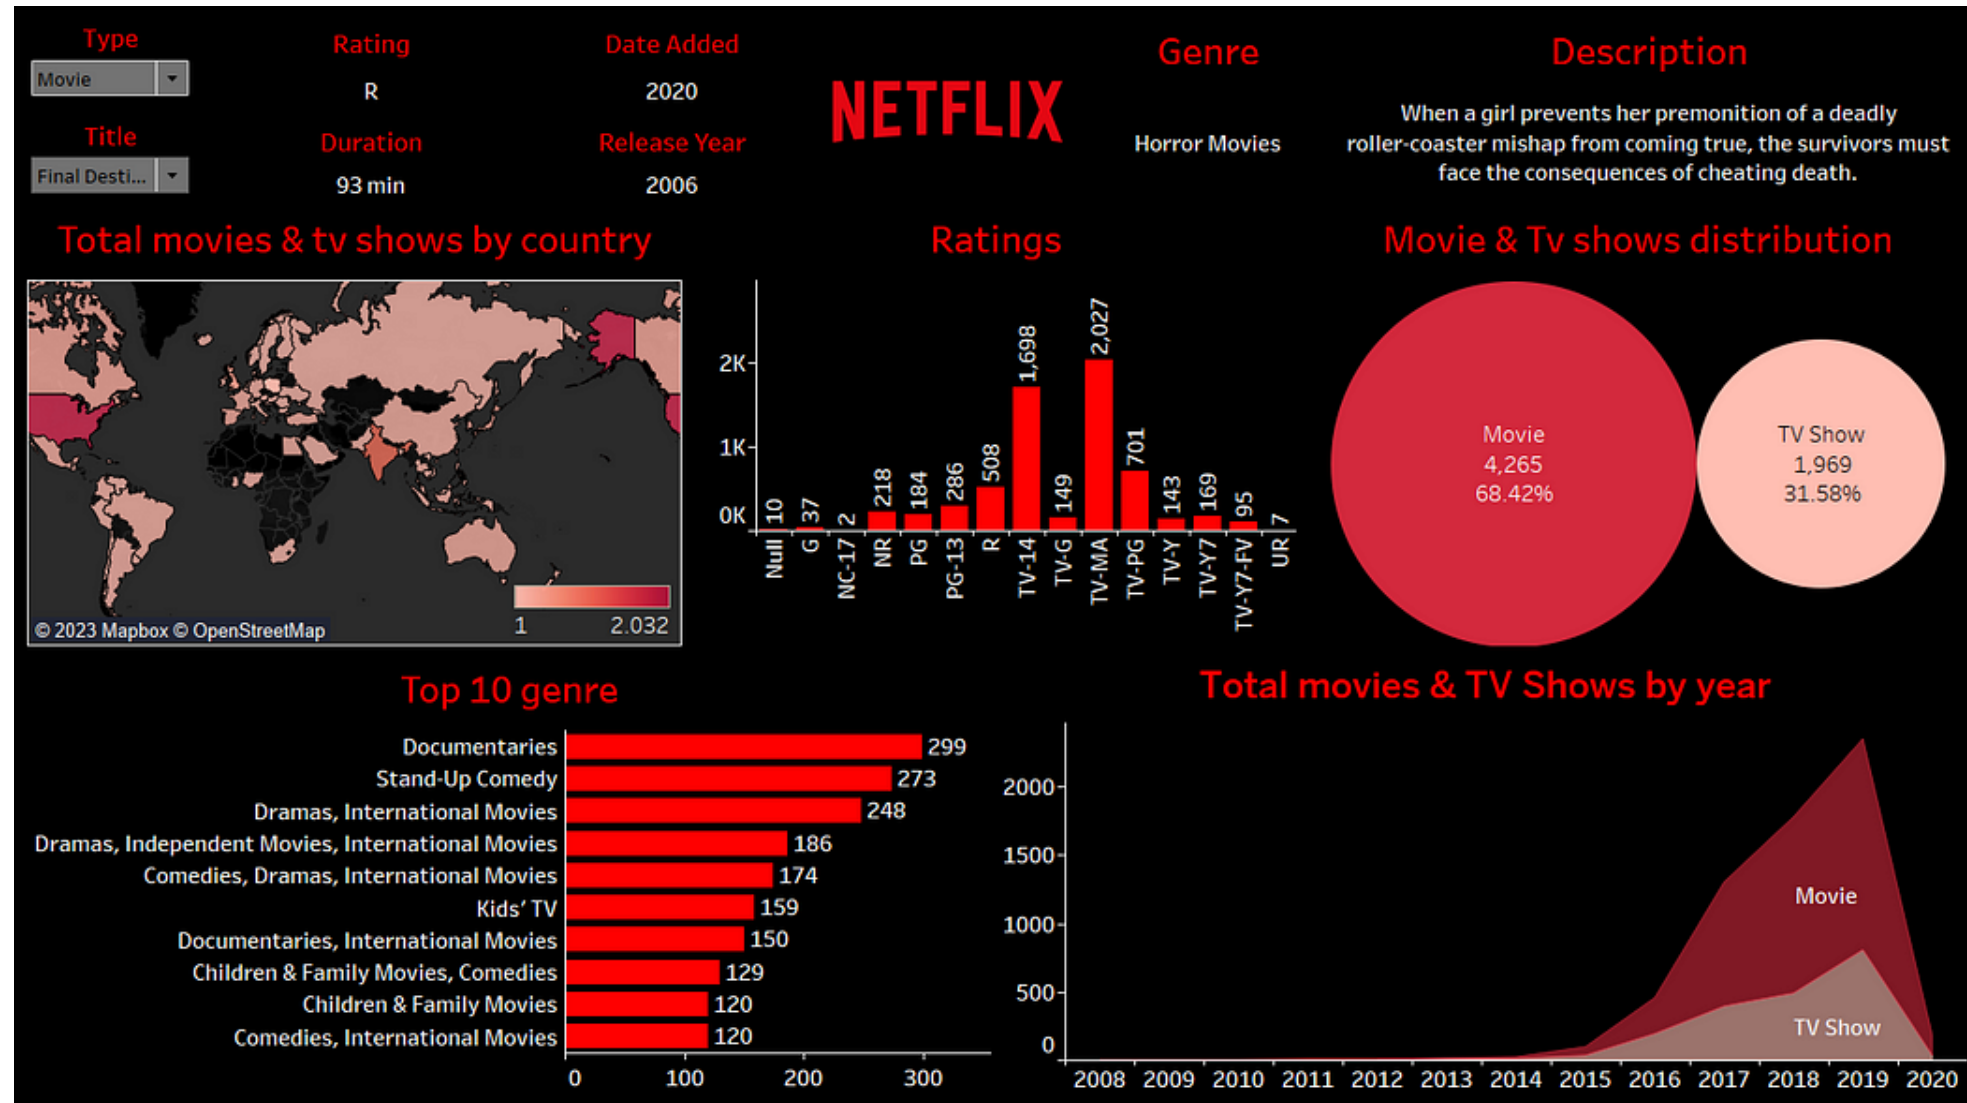 Type
Movie
Title
Final Desti...
Rating
R
Duration
93 min
Date Added
2020
Release Year
2006
NETFLIX
Genre
Horror Movies
Description
When a girl prevents her premonition of a deadly
roller-coaster mishap from coming true, the survivors must
face the consequences of cheating death.
Total movies & tv shows by country
1
2.032
© 2023 Mapbox © OpenStreetMap
Ratings
2K
1K
0K
10
37
2
218
184
286
508
1,698
149
2,027
701
143
169
95
7
Null
G
NC-17
NR
PG
PG-13
R
TV-14
TV-G
TV-MA
TV-PG
TV-Y
TV-Y7
TV-Y7-FV
UR
Movie & Tv shows distribution
Movie
4,265
68.42%
TV Show
1,969
31.58%
Top 10 genre
Documentaries 299
Stand-Up Comedy 273
Dramas, International Movies 248
Dramas, Independent Movies, International Movies 186
Comedies, Dramas, International Movies 174
Kids' TV 159
Documentaries, International Movies 150
Children & Family Movies, Comedies 129
Children & Family Movies 120
Comedies, International Movies 120
0 100 200 300
Total movies & TV Shows by year
2000
1500
1000
500
0
Movie
TV Show
2008 2009 2010 2011 2012 2013 2014 2015 2016 2017 2018 2019 2020